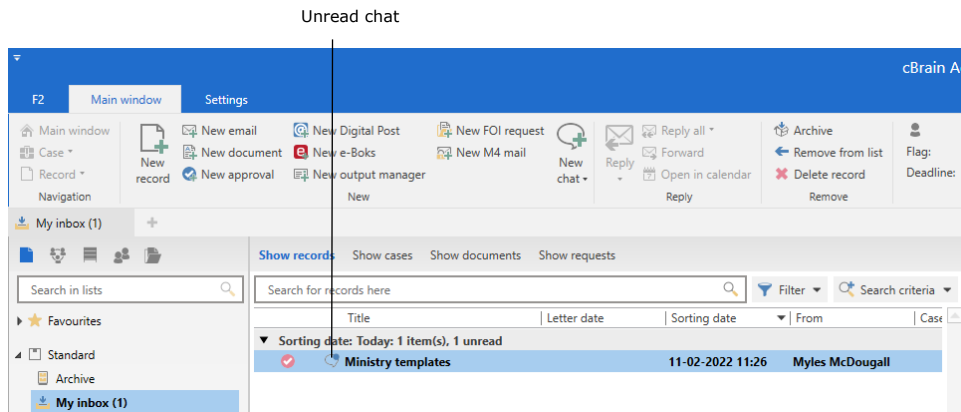 Unread chat
cBrain A
F2 Main window Settings
Main window New email New Digital Post New FOI request Reply all Archive
Case New document New e-Boks New M4 mail Forward Remove from list Flag:
Record New record New approval New output manager New chat Reply Open in calendar Delete record Deadline:
Navigation New Reply Remove
My inbox (1) +
Show records Show cases Show documents Show requests
Search in lists Search for records here Filter Search criteria
Favourites Title Letter date Sorting date From Case
Sorting date: Today: 1 item(s), 1 unread
Standard Ministry templates 11-02-2022 11:26 Myles McDougall
Archive
My inbox (1)